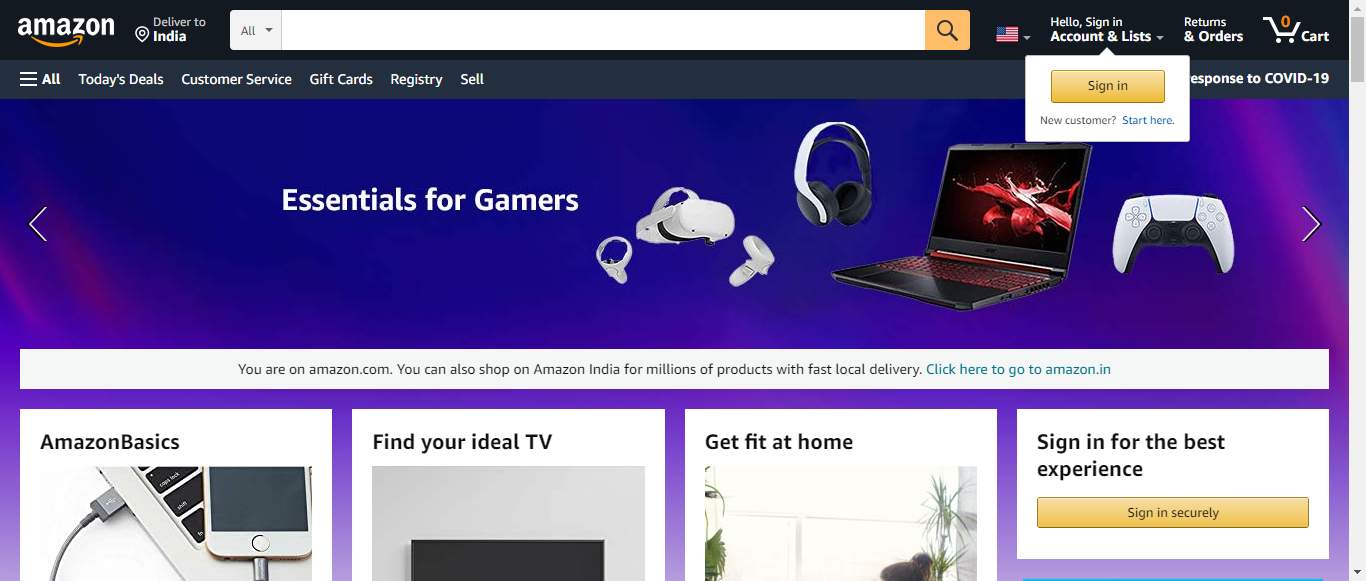 amazon
Deliver to
India
All
Hello, Sign in
Account & Lists
Returns
& Orders
0
Cart
All
Today's Deals
Customer Service
Gift Cards
Registry
Sell
response to COVID-19
Sign in
New customer? Start here.
Essentials for Gamers
You are on amazon.com. You can also shop on Amazon India for millions of products with fast local delivery. Click here to go to amazon.in
AmazonBasics
Find your ideal TV
Get fit at home
Sign in for the best
experience
Sign in securely
caps lock
shift